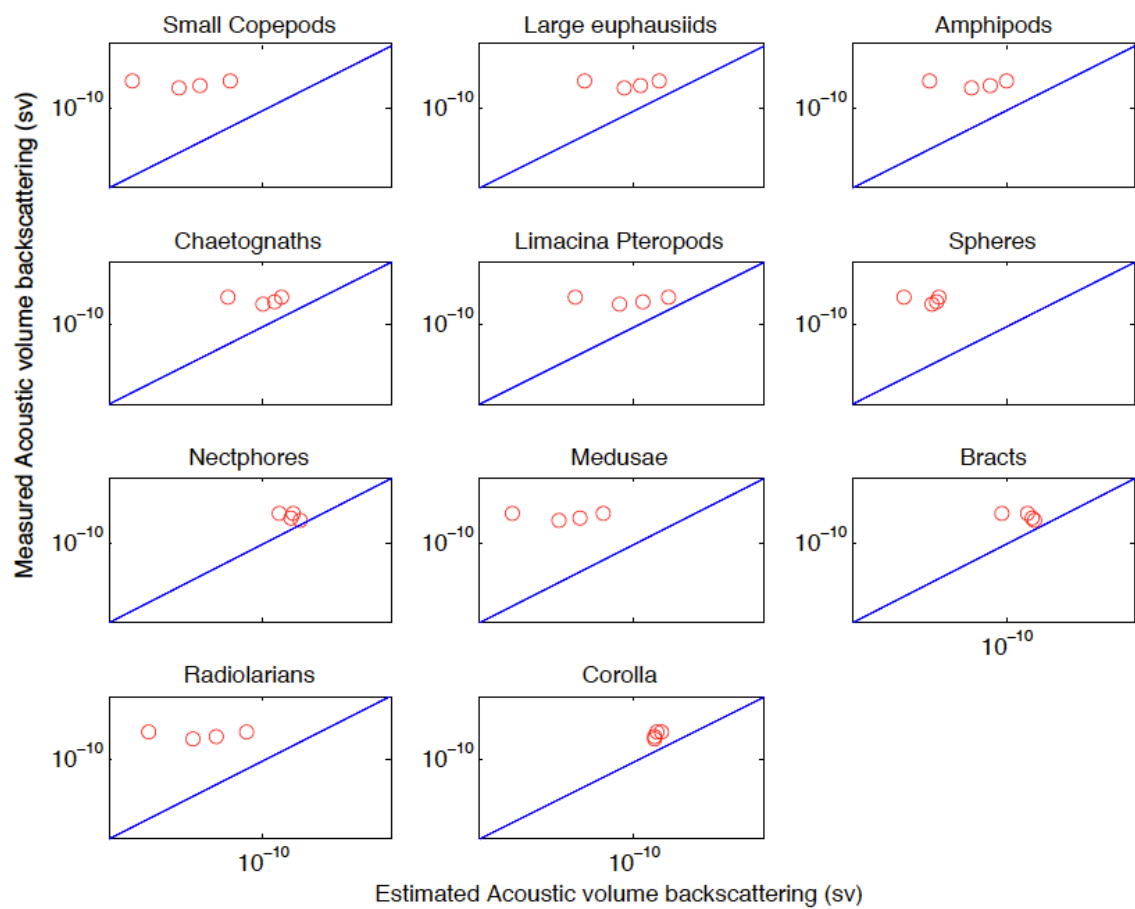 Small Copepods
Large euphausiids
Amphipods
10⁻¹⁰
10⁻¹⁰
10⁻¹⁰
Chaetognaths
Limacina Pteropods
Spheres
10⁻¹⁰
10⁻¹⁰
10⁻¹⁰
Nectphores
Medusae
Bracts
10⁻¹⁰
10⁻¹⁰
10⁻¹⁰
10⁻¹⁰
Radiolarians
Corolla
10⁻¹⁰
10⁻¹⁰
10⁻¹⁰
10⁻¹⁰
Measured Acoustic volume backscattering (sv)
Estimated Acoustic volume backscattering (sv)